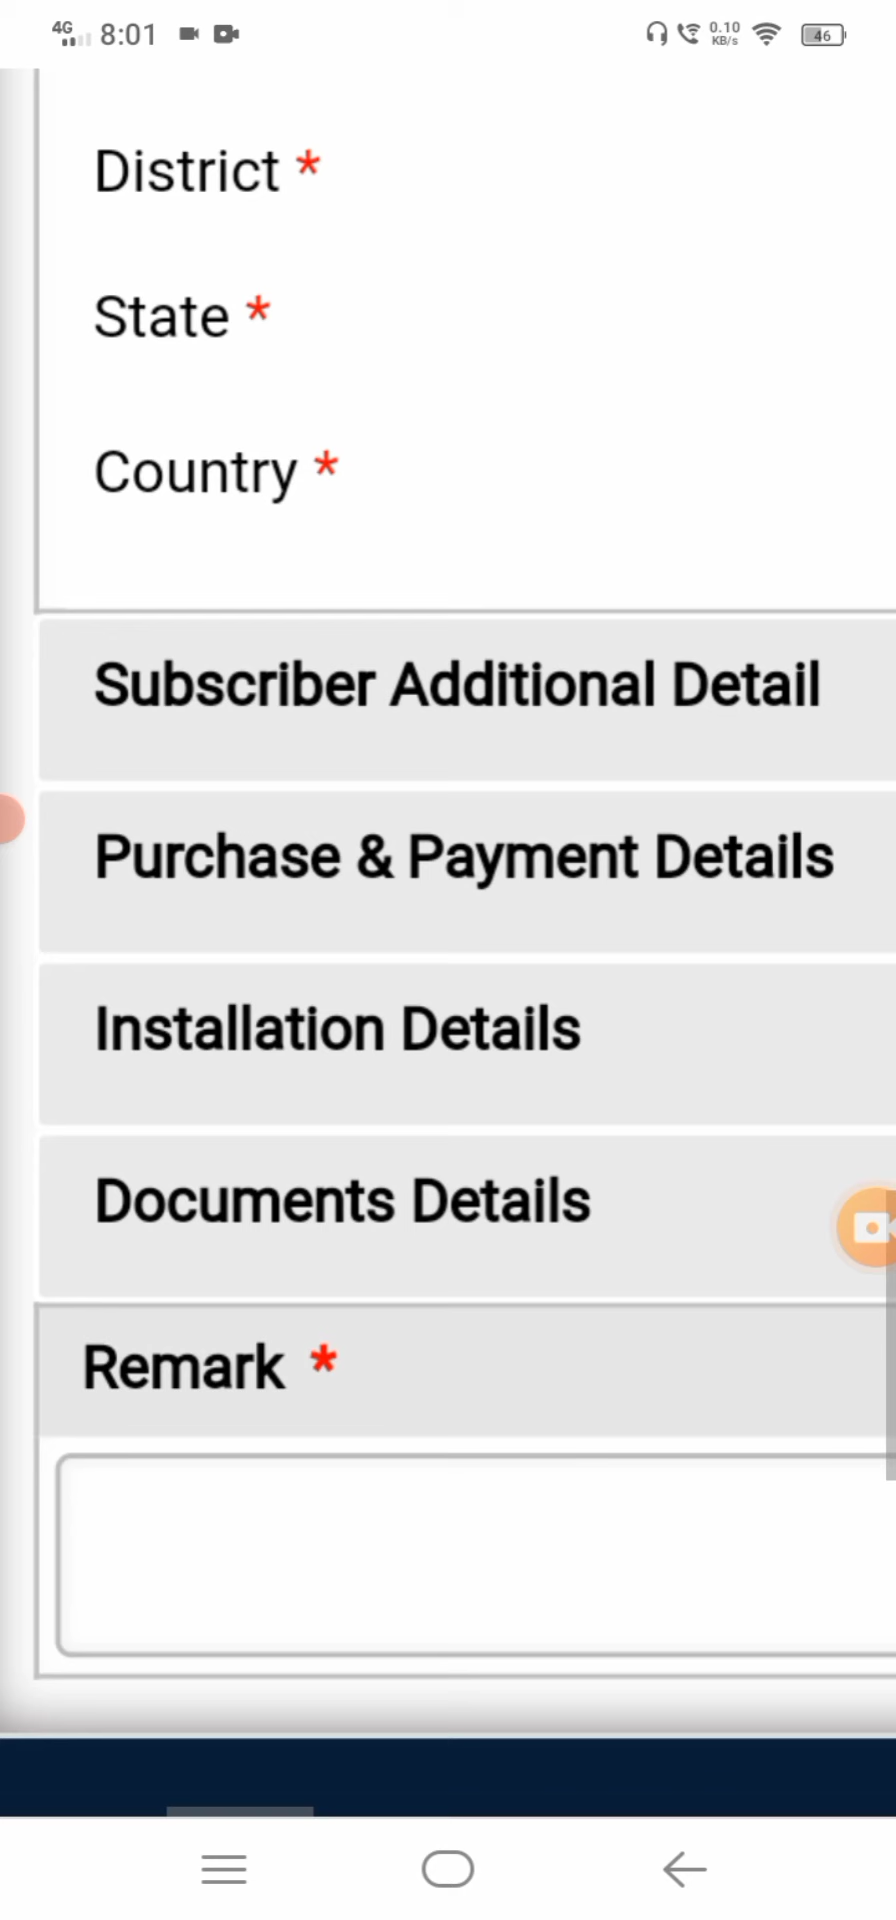 4G 8:01 0.10 KB/s 46
District *
State *
Country *
Subscriber Additional Detail
Purchase & Payment Details
Installation Details
Documents Details
Remark *